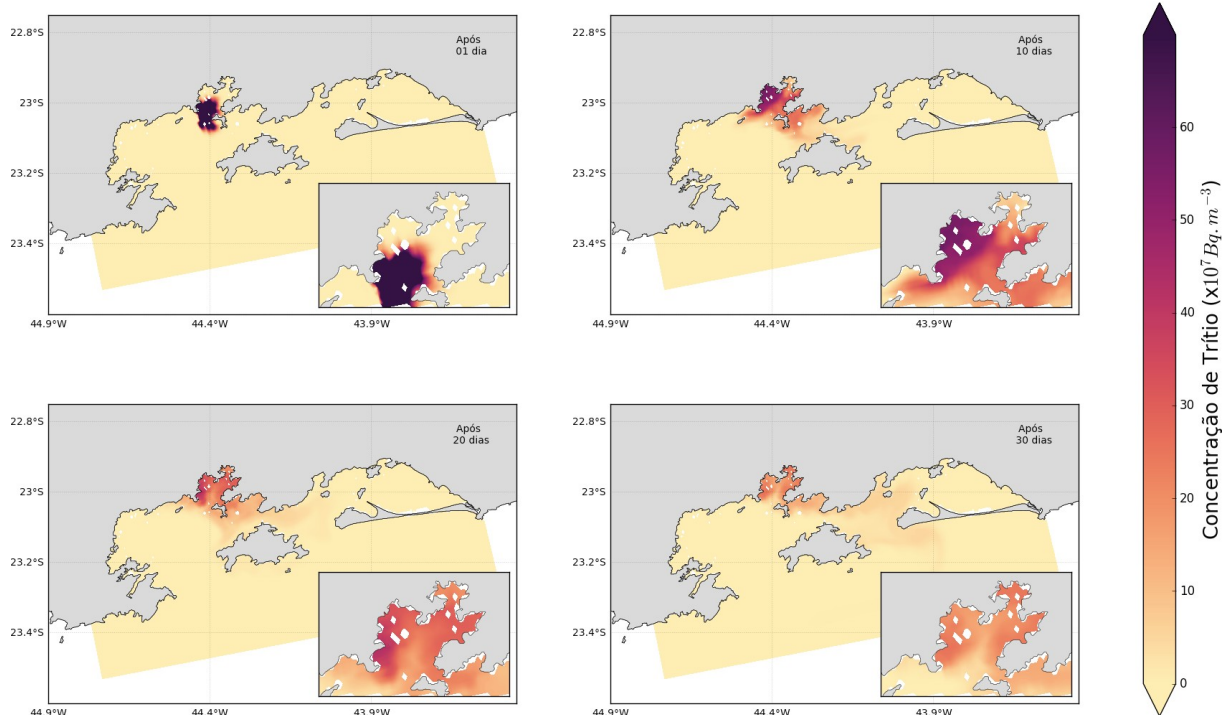 22.8°S
Após
01 dia
23°S
23.2°S
23.4°S
44.9°W
44.4°W
43.9°W
22.8°S
Após
10 dias
23°S
23.2°S
23.4°S
44.9°W
44.4°W
43.9°W
22.8°S
Após
20 dias
23°S
23.2°S
23.4°S
44.9°W
44.4°W
43.9°W
22.8°S
Após
30 dias
23°S
23.2°S
23.4°S
44.9°W
44.4°W
43.9°W
60
50
40
30
20
10
0
Concentração de Trítio (x10⁷ Bq.m⁻³)